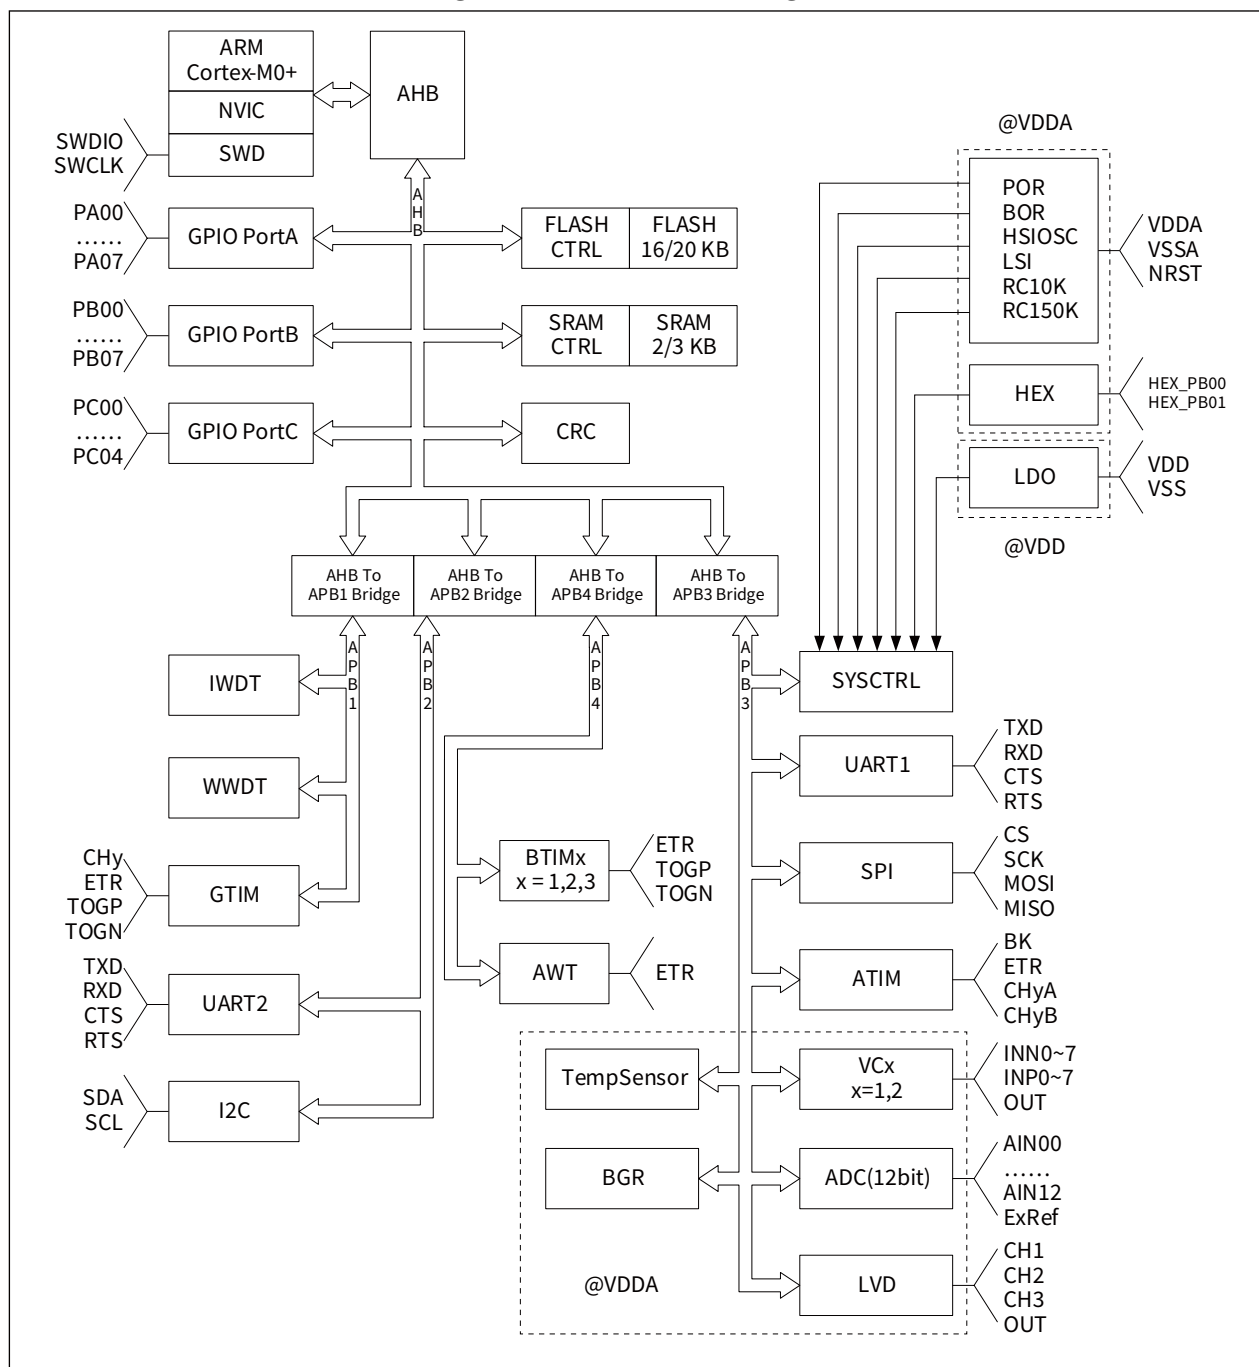 ARM
Cortex-M0+
NVIC
SWD
SWDIO
SWCLK
AHB
AHB
PA00
......
PA07
GPIO PortA
FLASH
CTRL
FLASH
16/20 KB
PB00
......
PB07
GPIO PortB
SRAM
CTRL
SRAM
2/3 KB
PC00
......
PC04
GPIO PortC
CRC
@VDDA
POR
BOR
HSIOSC
LSI
RC10K
RC150K
VDDA
VSSA
NRST
HEX
HEX_PB00
HEX_PB01
LDO
VDD
VSS
@VDD
AHB To
APB1 Bridge
AHB To
APB2 Bridge
AHB To
APB4 Bridge
AHB To
APB3 Bridge
APB1
APB2
APB4
APB3
IWDT
WWDT
CHy
ETR
TOGP
TOGN
GTIM
TXD
RXD
CTS
RTS
UART2
SDA
SCL
I2C
BTIMx
x = 1,2,3
ETR
TOGP
TOGN
AWT
ETR
SYSCTRL
UART1
TXD
RXD
CTS
RTS
SPI
CS
SCK
MOSI
MISO
ATIM
BK
ETR
CHyA
CHyB
TempSensor
VCx
x=1,2
INN0~7
INP0~7
OUT
BGR
ADC(12bit)
AIN00
......
AIN12
ExRef
@VDDA
LVD
CH1
CH2
CH3
OUT